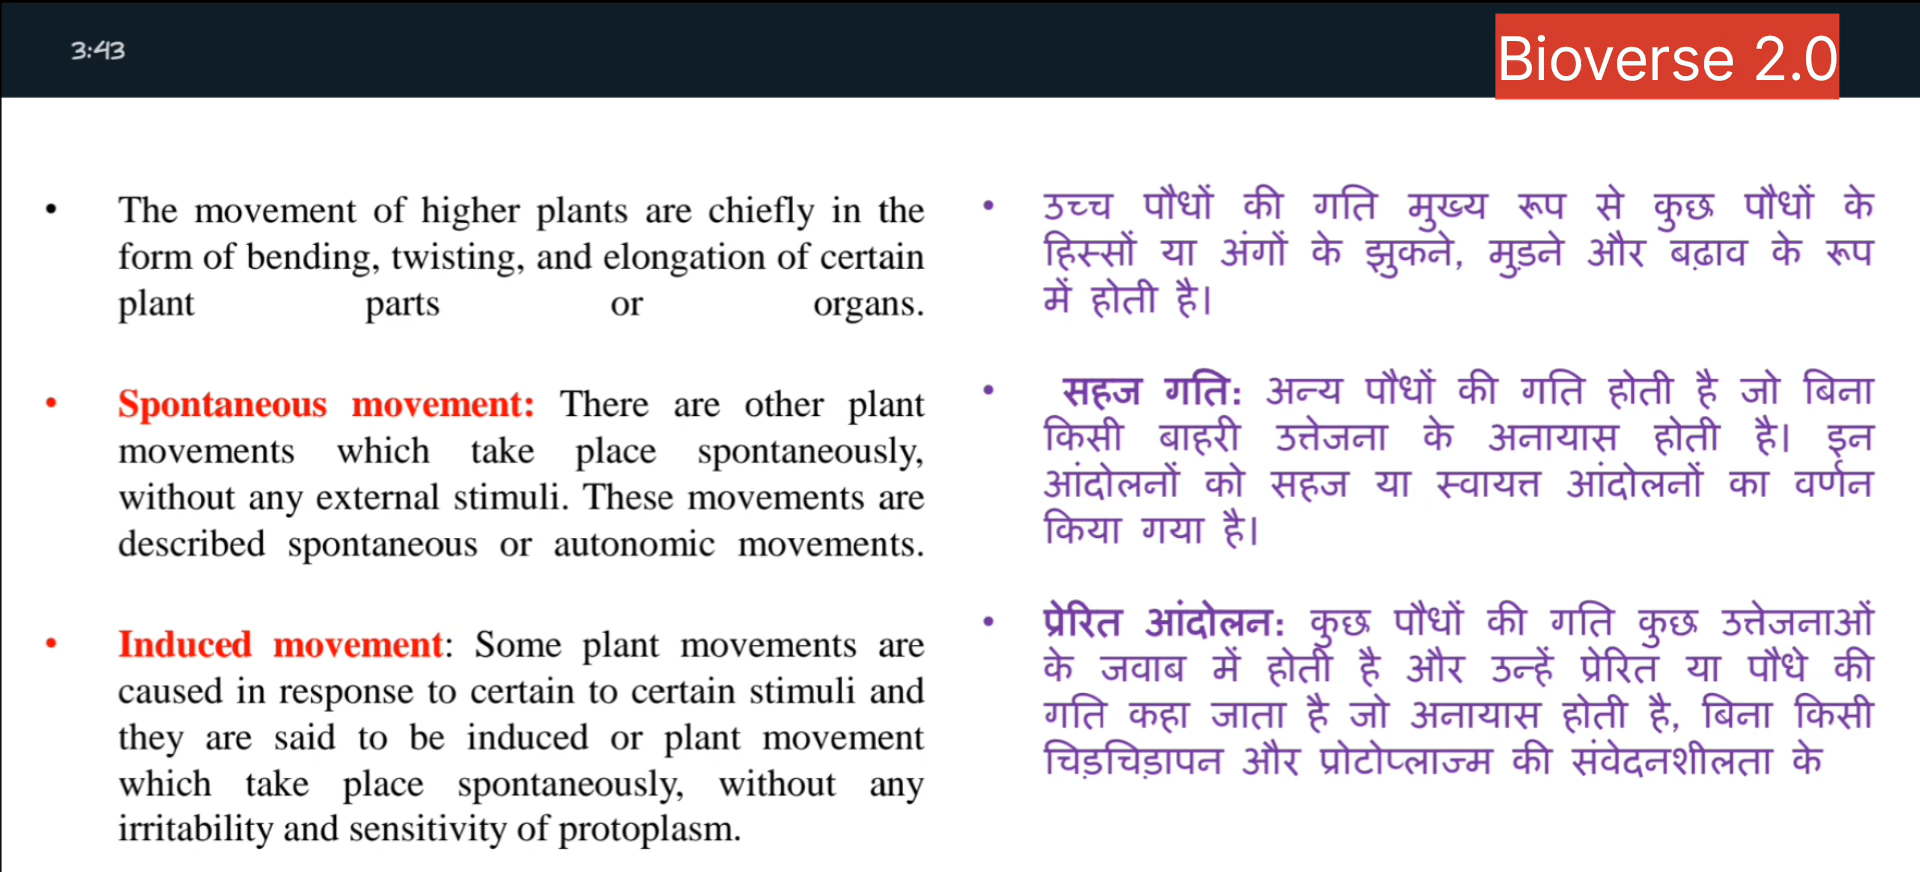 3:43
Bioverse 2.0
• The movement of higher plants are chiefly in the
form of bending, twisting, and elongation of certain
plant parts or organs.
• Spontaneous movement: There are other plant
movements which take place spontaneously,
without any external stimuli. These movements are
described spontaneous or autonomic movements.
• Induced movement: Some plant movements are
caused in response to certain to certain stimuli and
they are said to be induced or plant movement
which take place spontaneously, without any
irritability and sensitivity of protoplasm.
• उच्च पौधों की गति मुख्य रूप से कुछ पौधों के
हिस्सों या अंगों के झुकने, मुड़ने और बढ़ाव के रूप
में होती है।
• सहज गति: अन्य पौधों की गति होती है जो बिना
किसी बाहरी उत्तेजना के अनायास होती है। इन
आंदोलनों को सहज या स्वायत्त आंदोलनों का वर्णन
किया गया है।
• प्रेरित आंदोलन: कुछ पौधों की गति कुछ उत्तेजनाओं
के जवाब में होती है और उन्हें प्रेरित या पौधे की
गति कहा जाता है जो अनायास होती है, बिना किसी
चिड़चिड़ापन और प्रोटोप्लाज्म की संवेदनशीलता के